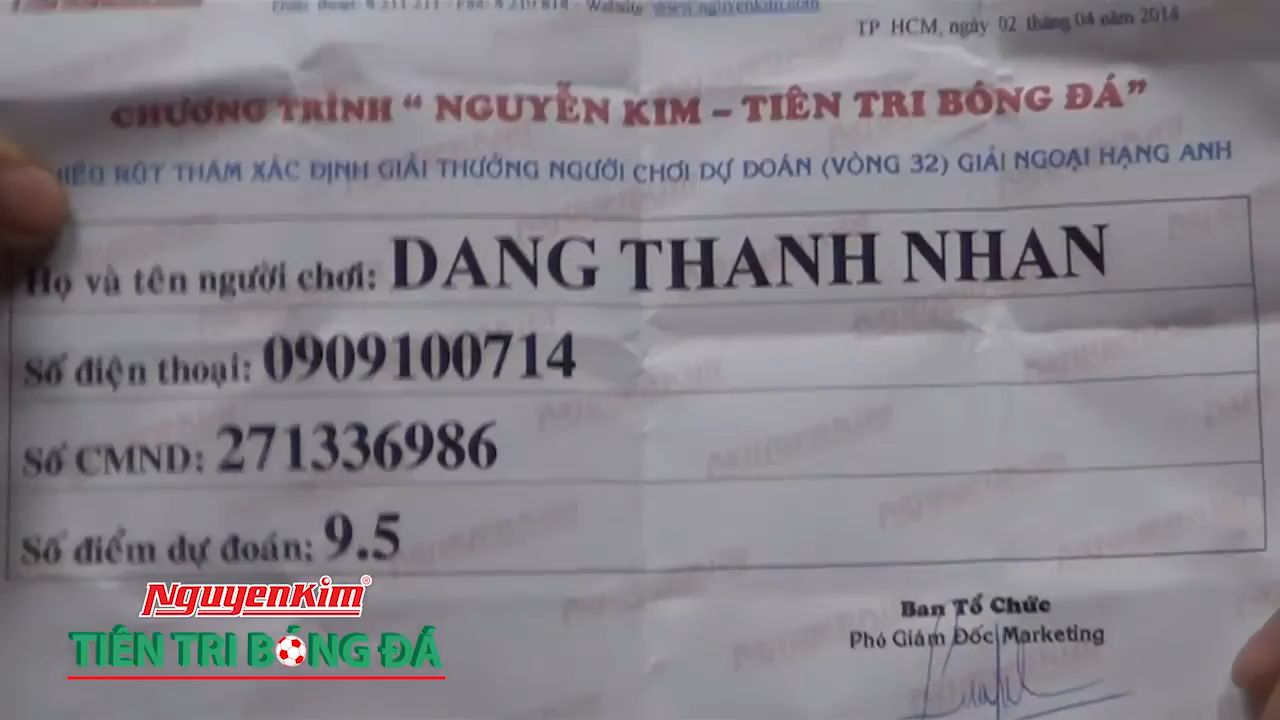 TP HCM, ngày 02 tháng 04 năm 2014
CHƯƠNG TRÌNH “ NGUYỄN KIM – TIÊN TRI BÓNG ĐÁ”
RÚT THĂM XÁC ĐỊNH GIẢI THƯỞNG NGƯỜI CHƠI DỰ ĐOÁN (VÒNG 32) GIẢI NGOẠI HẠNG ANH
Họ và tên người chơi: DANG THANH NHAN
Số điện thoại: 0909100714
Số CMND: 271336986
Số điểm dự đoán: 9.5
NguyenKim®
TIÊN TRI BÓNG ĐÁ
Ban Tổ Chức
Phó Giám Đốc Marketing